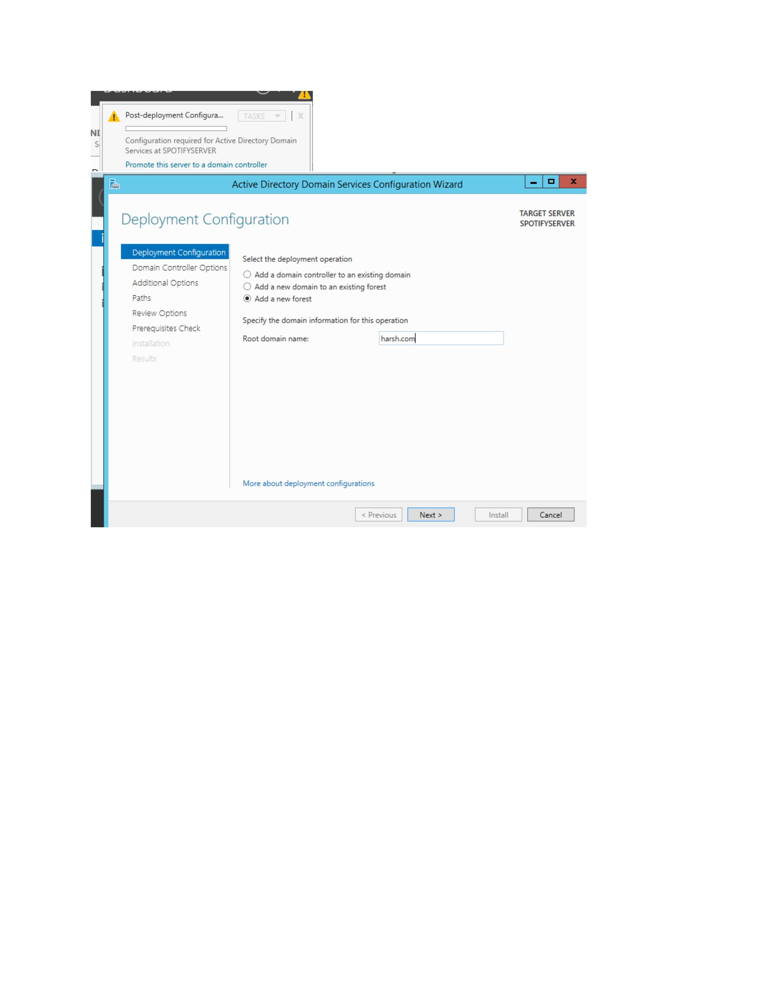 Dashboard
Post-deployment Configura...
TASKS
X
Configuration required for Active Directory Domain
Services at SPOTIFYSERVER
Promote this server to a domain controller
Active Directory Domain Services Configuration Wizard
Deployment Configuration
TARGET SERVER
SPOTIFYSERVER
Deployment Configuration
Domain Controller Options
Additional Options
Paths
Review Options
Prerequisites Check
Installation
Results
Select the deployment operation
Add a domain controller to an existing domain
Add a new domain to an existing forest
Add a new forest
Specify the domain information for this operation
Root domain name:
harsh.com
More about deployment configurations
< Previous
Next >
Install
Cancel